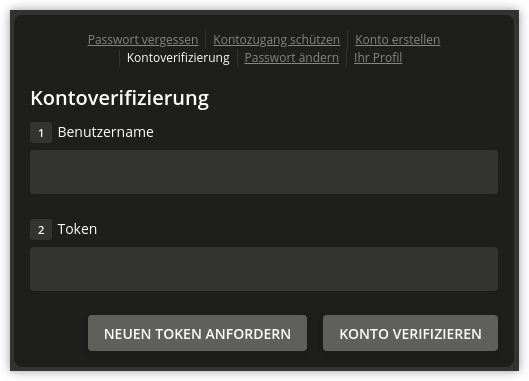 Passwort vergessen Kontozugang schützen Konto erstellen
Kontoverifizierung Passwort ändern Ihr Profil
Kontoverifizierung
1 Benutzername
2 Token
NEUEN TOKEN ANFORDERN KONTO VERIFIZIEREN